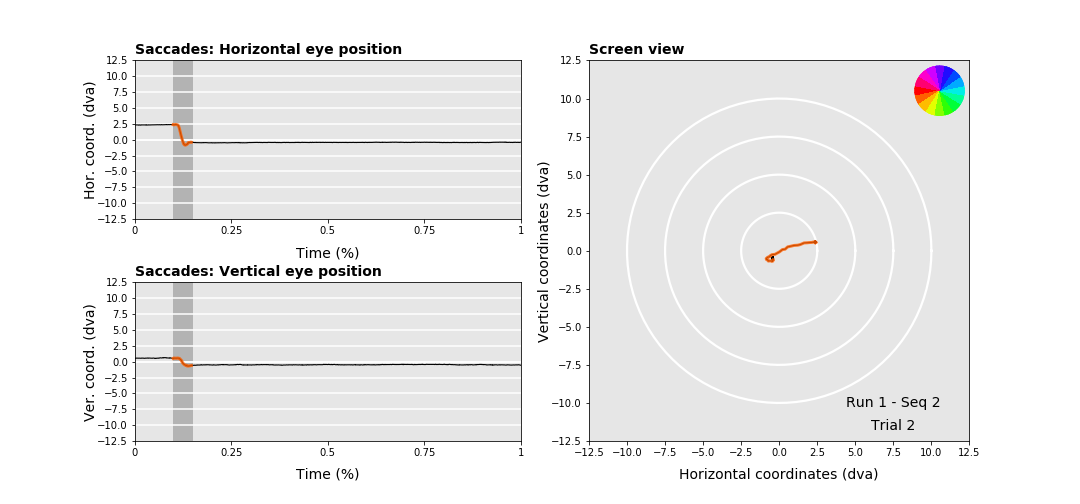 Saccades: Horizontal eye position
Hor. coord. (dva)
12.5
10.0
7.5
5.0
2.5
0.0
−2.5
−5.0
−7.5
−10.0
−12.5
0 0.25 0.5 0.75 1
Time (%)
Saccades: Vertical eye position
Ver. coord. (dva)
12.5
10.0
7.5
5.0
2.5
0.0
−2.5
−5.0
−7.5
−10.0
−12.5
0 0.25 0.5 0.75 1
Time (%)
Screen view
Vertical coordinates (dva)
12.5
10.0
7.5
5.0
2.5
0.0
−2.5
−5.0
−7.5
−10.0
−12.5
Run 1 - Seq 2
Trial 2
−12.5 −10.0 −7.5 −5.0 −2.5 0.0 2.5 5.0 7.5 10.0 12.5
Horizontal coordinates (dva)